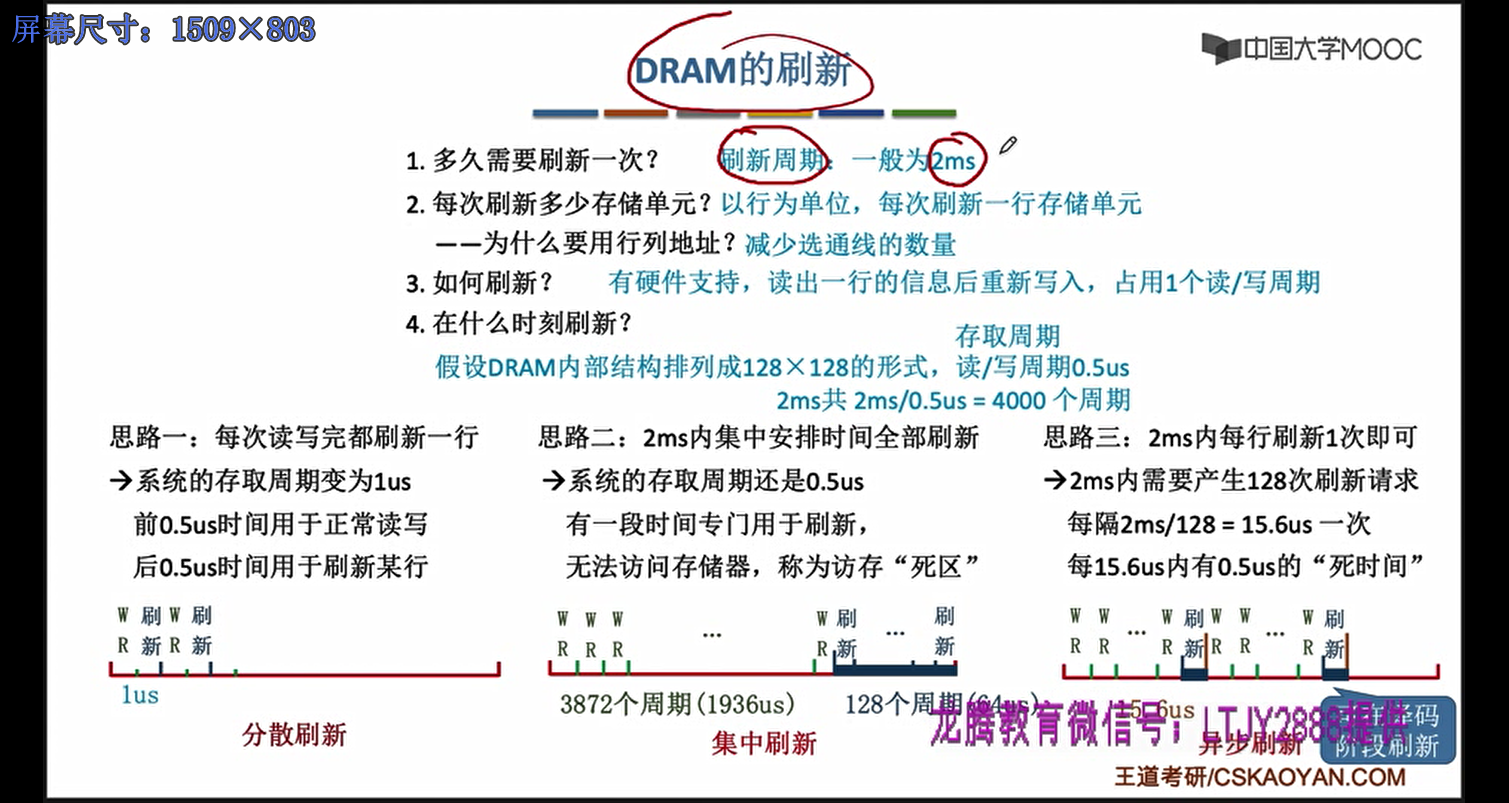 屏幕尺寸：1509×803
中国大学MOOC
DRAM的刷新
1. 多久需要刷新一次？ 刷新周期：一般为2ms
2. 每次刷新多少存储单元？以行为单位，每次刷新一行存储单元
——为什么要用行列地址？减少选通线的数量
3. 如何刷新？ 有硬件支持，读出一行的信息后重新写入，占用1个读/写周期
4. 在什么时刻刷新？
存取周期
假设DRAM内部结构排列成128×128的形式，读/写周期0.5us
2ms共 2ms/0.5us = 4000 个周期
思路一：每次读写完都刷新一行
→系统的存取周期变为1us
前0.5us时间用于正常读写
后0.5us时间用于刷新某行
W 刷 W 刷
R 新 R 新
1us
分散刷新
思路二：2ms内集中安排时间全部刷新
→系统的存取周期还是0.5us
有一段时间专门用于刷新，
无法访问存储器，称为访存“死区”
W W W W 刷 刷
R R R … R 新 … 新
3872个周期(1936us) 128个周期(64us)
集中刷新
思路三：2ms内每行刷新1次即可
→2ms内需要产生128次刷新请求
每隔2ms/128 = 15.6us 一次
每15.6us内有0.5us的“死时间”
W W W 刷 W W W 刷
R R … R 新 R R … R 新
15.6us
异步刷新
译码
阶段刷新
龙腾教育微信号：LTJY2888提供
王道考研/CSKAOYAN.COM